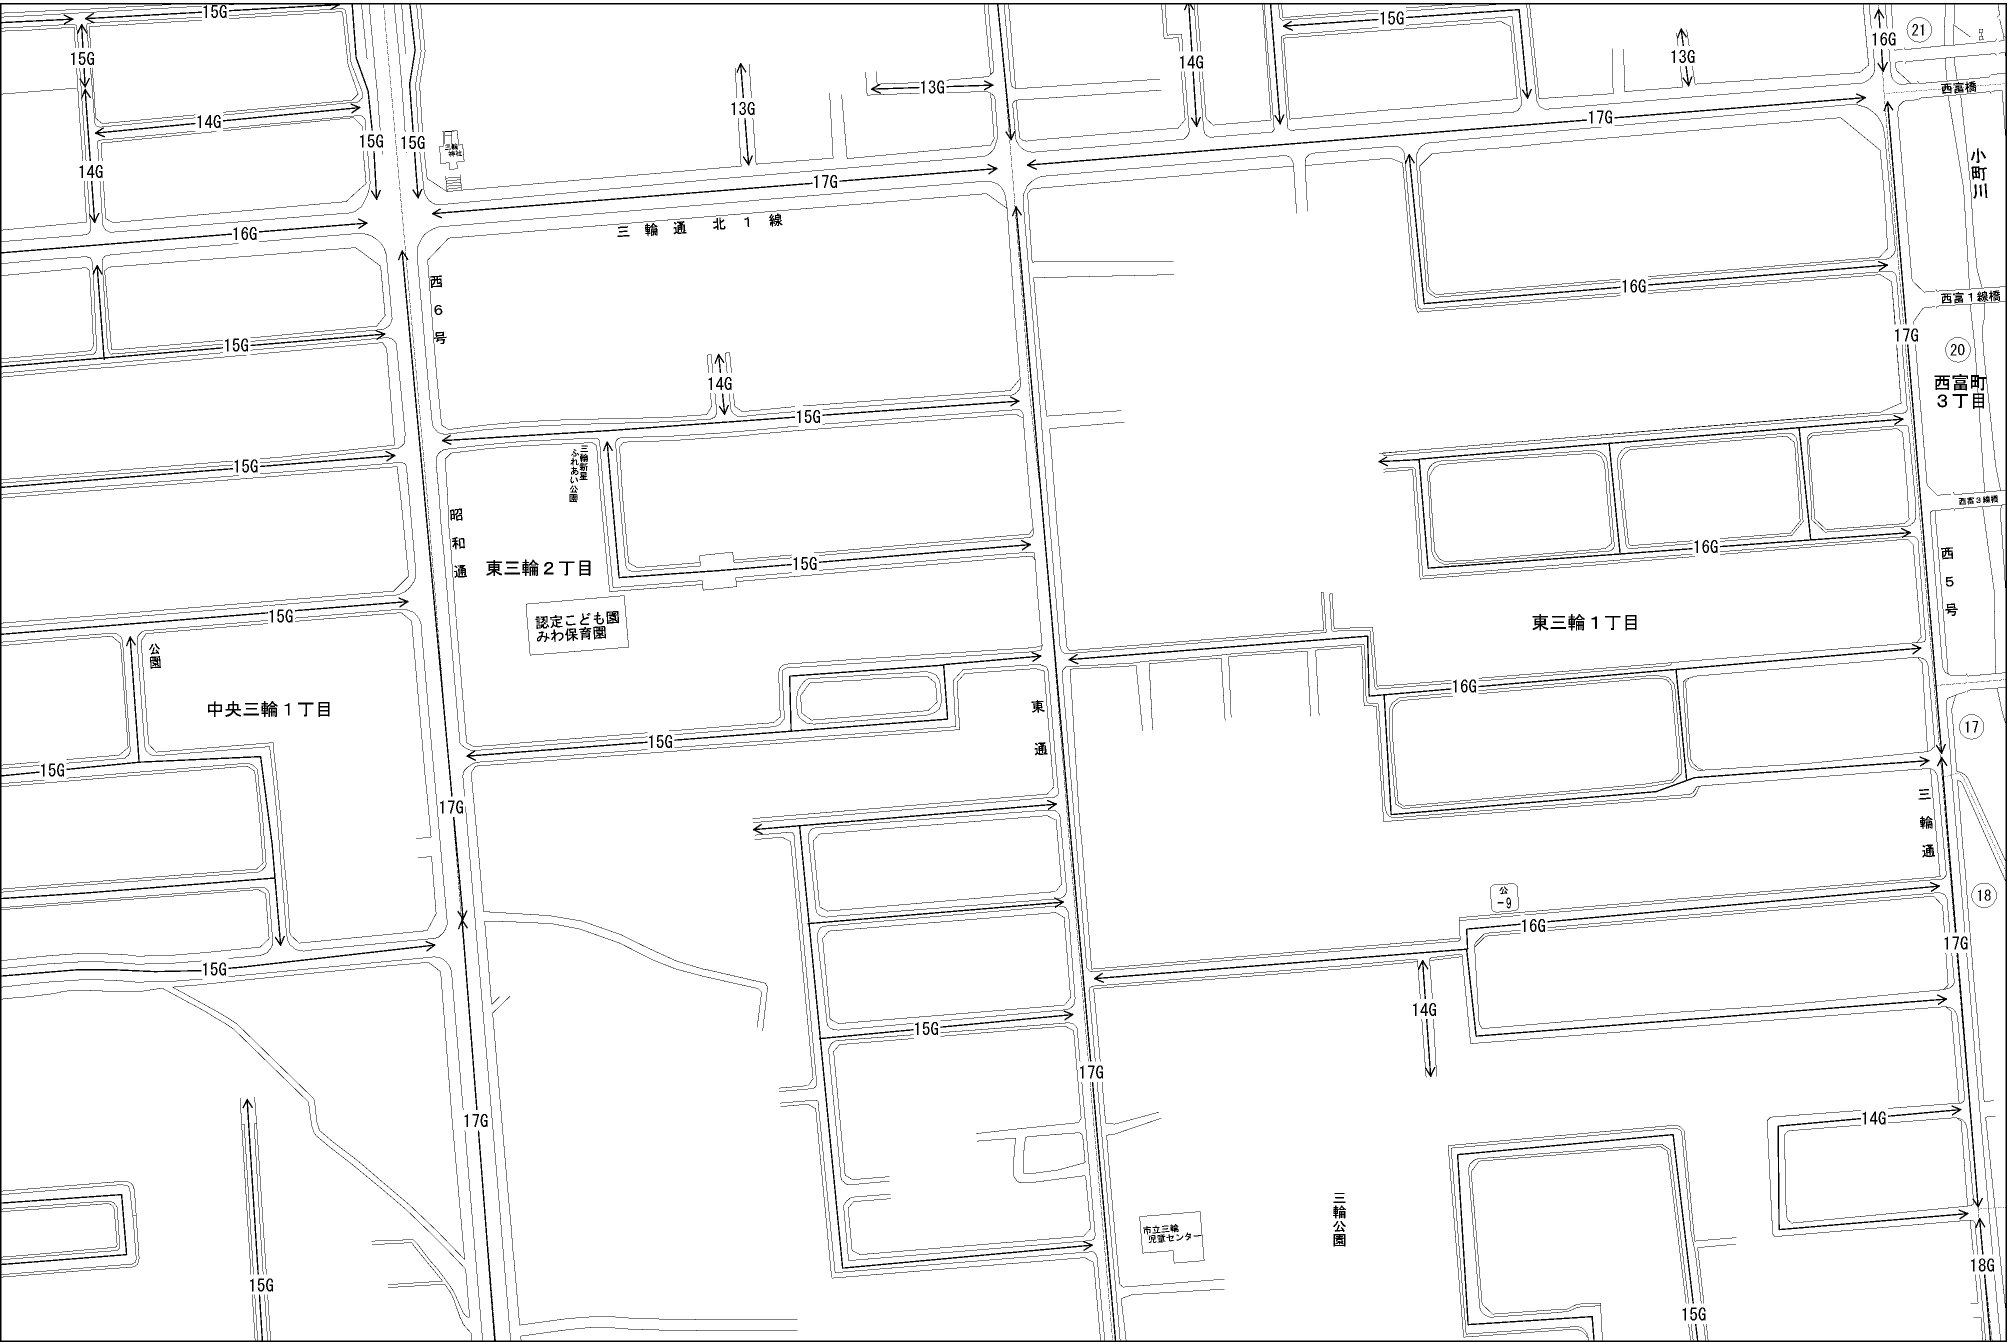 15G
15G
16G
21
15G
14G
13G
13G
13G
西富橋
14G
17G
15G
15G
三輪神社
14G
小町川
17G
三輪通北1線
16G
西6号
16G
西富1線橋
17G
15G
20
14G
西富町
3丁目
15G
三輪新星
ふれあい公園
15G
西富3線橋
昭和通
16G
西5号
東三輪2丁目
15G
認定こども園
みわ保育園
15G
東三輪1丁目
公園
16G
中央三輪1丁目
東通
17
15G
15G
17G
三輪通
公
-9
18
16G
17G
15G
14G
15G
17G
17G
14G
三輪公園
市立三輪
児童センター
15G
18G
15G